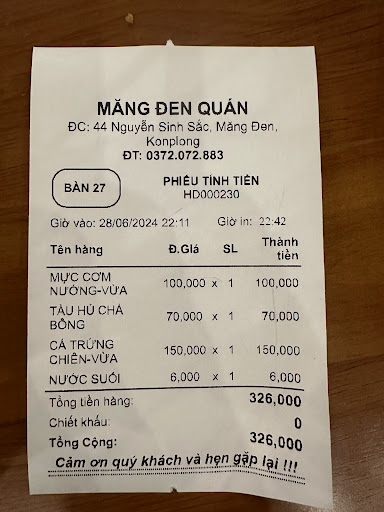 MĂNG ĐEN QUÁN
ĐC: 44 Nguyễn Sinh Sắc, Măng Đen,
Konplong
ĐT: 0372.072.883
BÀN 27
PHIẾU TÍNH TIỀN
HD000230
Giờ vào: 28/06/2024 22:11 Giờ in: 22:42
Tên hàng Đ.Giá SL Thành
tiền
MỰC CƠM
NƯỚNG-VỪA 100,000 x 1 100,000
TÀU HỦ CHÀ
BÔNG 70,000 x 1 70,000
CÁ TRỨNG
CHIÊN-VỪA 150,000 x 1 150,000
NƯỚC SUỐI 6,000 x 1 6,000
Tổng tiền hàng: 326,000
Chiết khấu: 0
Tổng Cộng: 326,000
Cảm ơn quý khách và hẹn gặp lại !!!